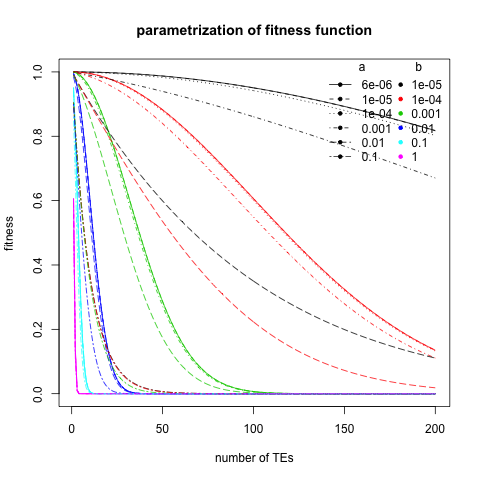 parametrization of fitness function
a b
6e-06 1e-05
1e-05 1e-04
1e-04 0.001
0.001 0.01
0.01 0.1
0.1 1
fitness
1.0
0.8
0.6
0.4
0.2
0.0
0 50 100 150 200
number of TEs